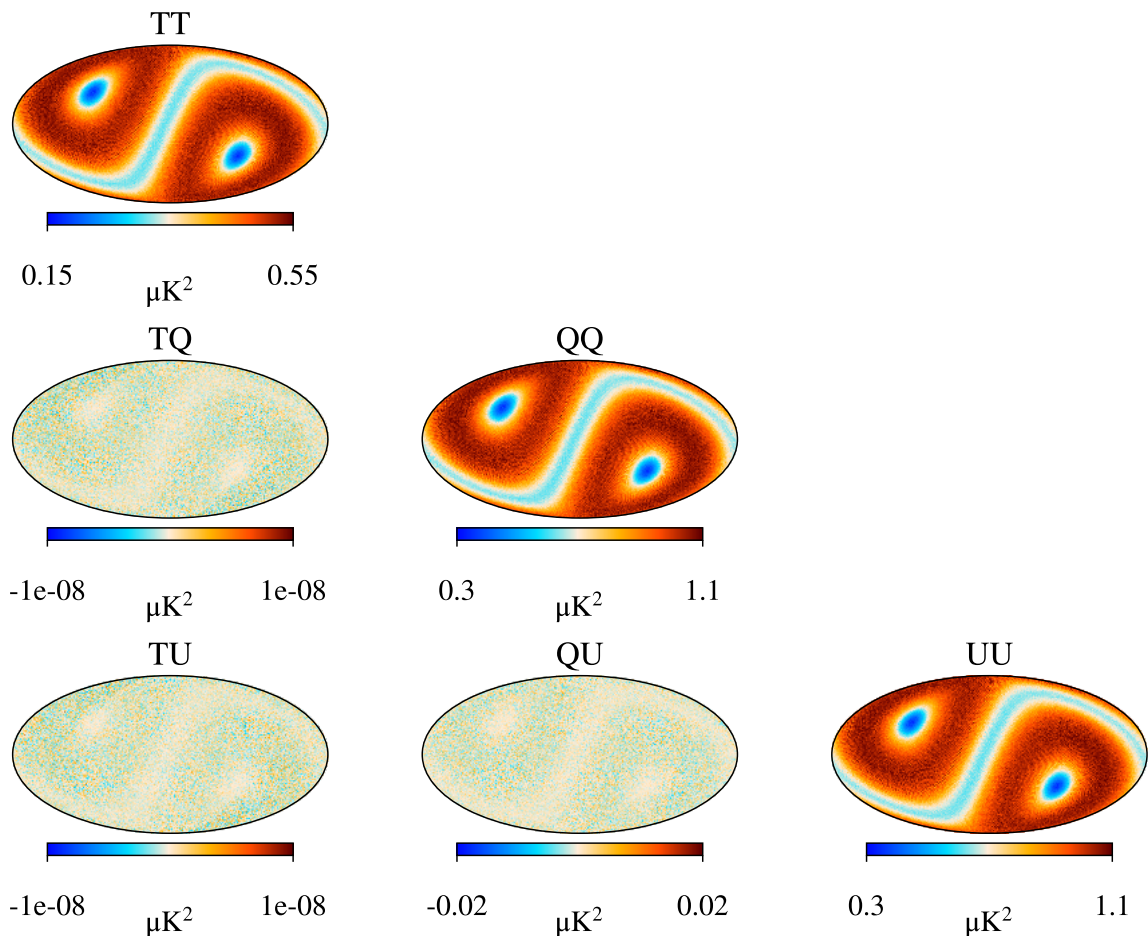 TT
0.15 0.55
μK²
TQ QQ
-1e-08 1e-08 0.3 1.1
μK² μK²
TU QU UU
-1e-08 1e-08 -0.02 0.02 0.3 1.1
μK² μK² μK²